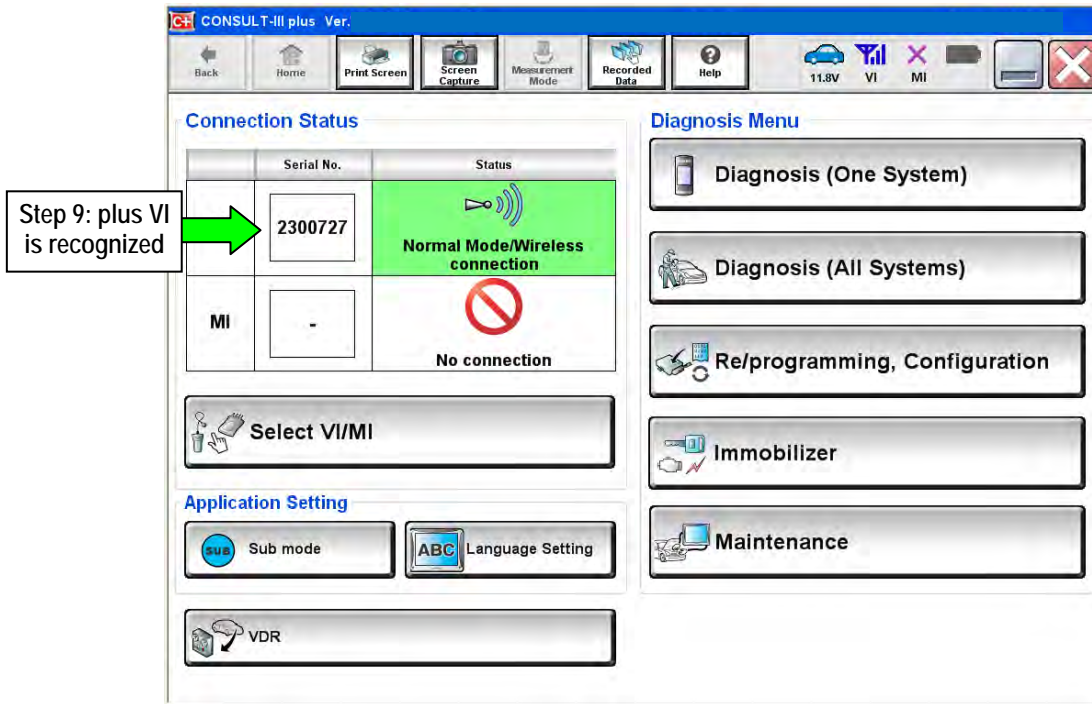 C+ CONSULT-III plus Ver.
Back
Home
Print Screen
Screen
Capture
Measurement
Mode
Recorded
Data
Help
11.8V
VI
MI
Connection Status
Serial No.
Status
Step 9: plus VI
is recognized
2300727
Normal Mode/Wireless
connection
MI
-
No connection
Select VI/MI
Application Setting
SUB
Sub mode
ABC
Language Setting
VDR
Diagnosis Menu
Diagnosis (One System)
Diagnosis (All Systems)
Re/programming, Configuration
Immobilizer
Maintenance